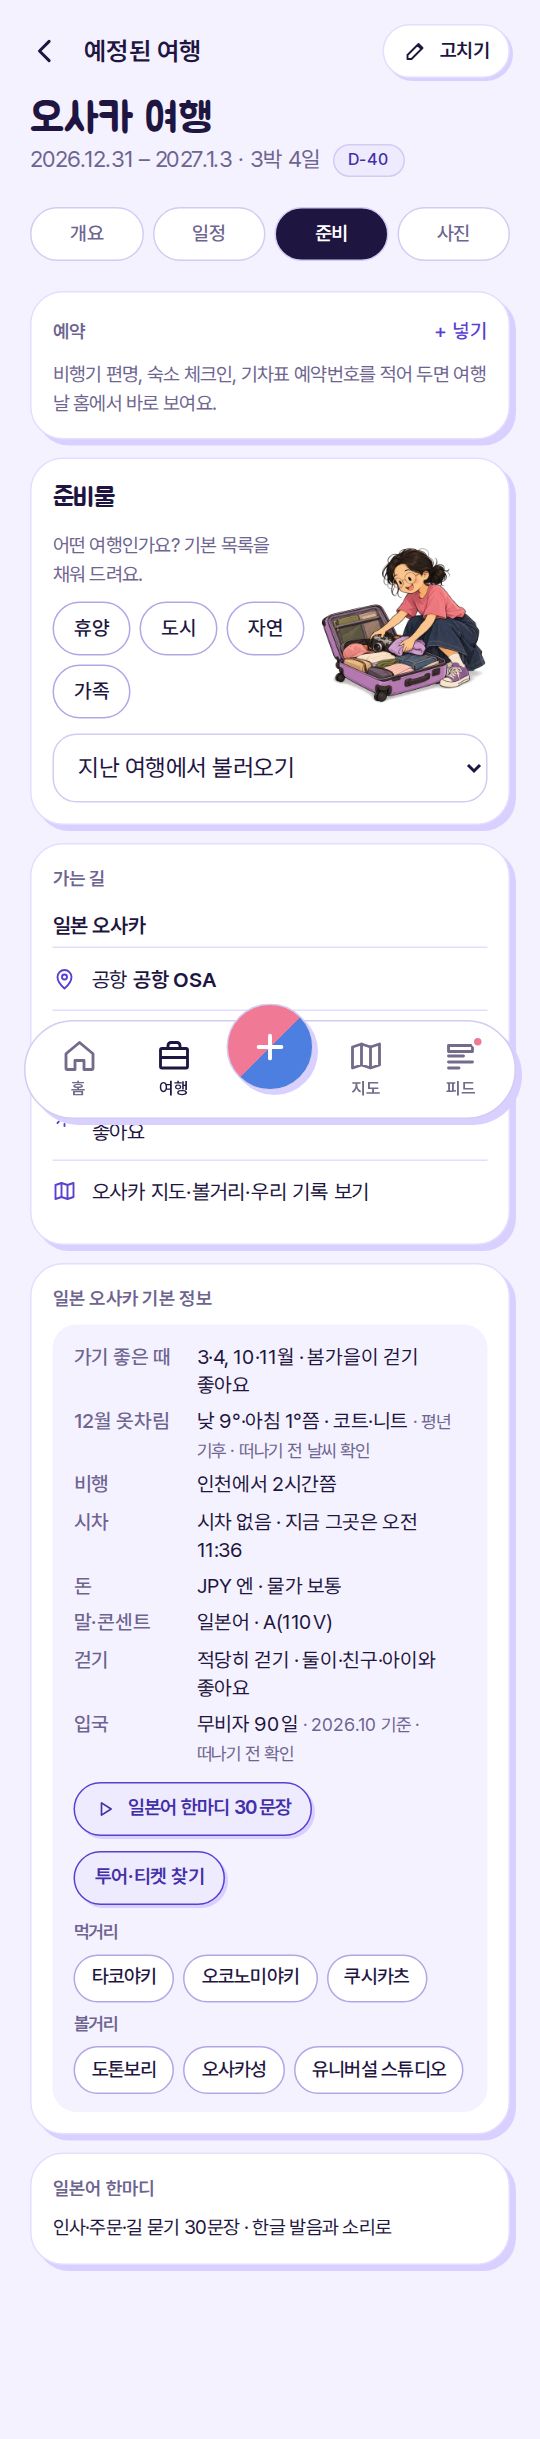 예정된 여행
고치기
오사카 여행
2026.12.31 – 2027.1.3 · 3박 4일 D-40
개요 일정 준비 사진
예약 + 넣기
비행기 편명, 숙소 체크인, 기차표 예약번호를 적어 두면 여행
날 홈에서 바로 보여요.
준비물
어떤 여행인가요? 기본 목록을
채워 드려요.
휴양 도시 자연
가족
지난 여행에서 불러오기
가는 길
일본 오사카
공항 공항 OSA
홈 여행 지도 피드
좋아요
오사카 지도·볼거리·우리 기록 보기
일본 오사카 기본 정보
가기 좋은 때 3·4, 10·11월 · 봄가을이 걷기
좋아요
12월 옷차림 낮 9°·아침 1°쯤 · 코트·니트 · 평년
기후 · 떠나기 전 날씨 확인
비행 인천에서 2시간쯤
시차 시차 없음 · 지금 그곳은 오전
11:36
돈 JPY 엔 · 물가 보통
말·콘센트 일본어 · A(110V)
걷기 적당히 걷기 · 둘이·친구·아이와
좋아요
입국 무비자 90일 · 2026.10 기준 ·
떠나기 전 확인
일본어 한마디 30문장
투어·티켓 찾기
먹거리
타코야키 오코노미야키 쿠시카츠
볼거리
도톤보리 오사카성 유니버설 스튜디오
일본어 한마디
인사·주문·길 묻기 30문장 · 한글 발음과 소리로